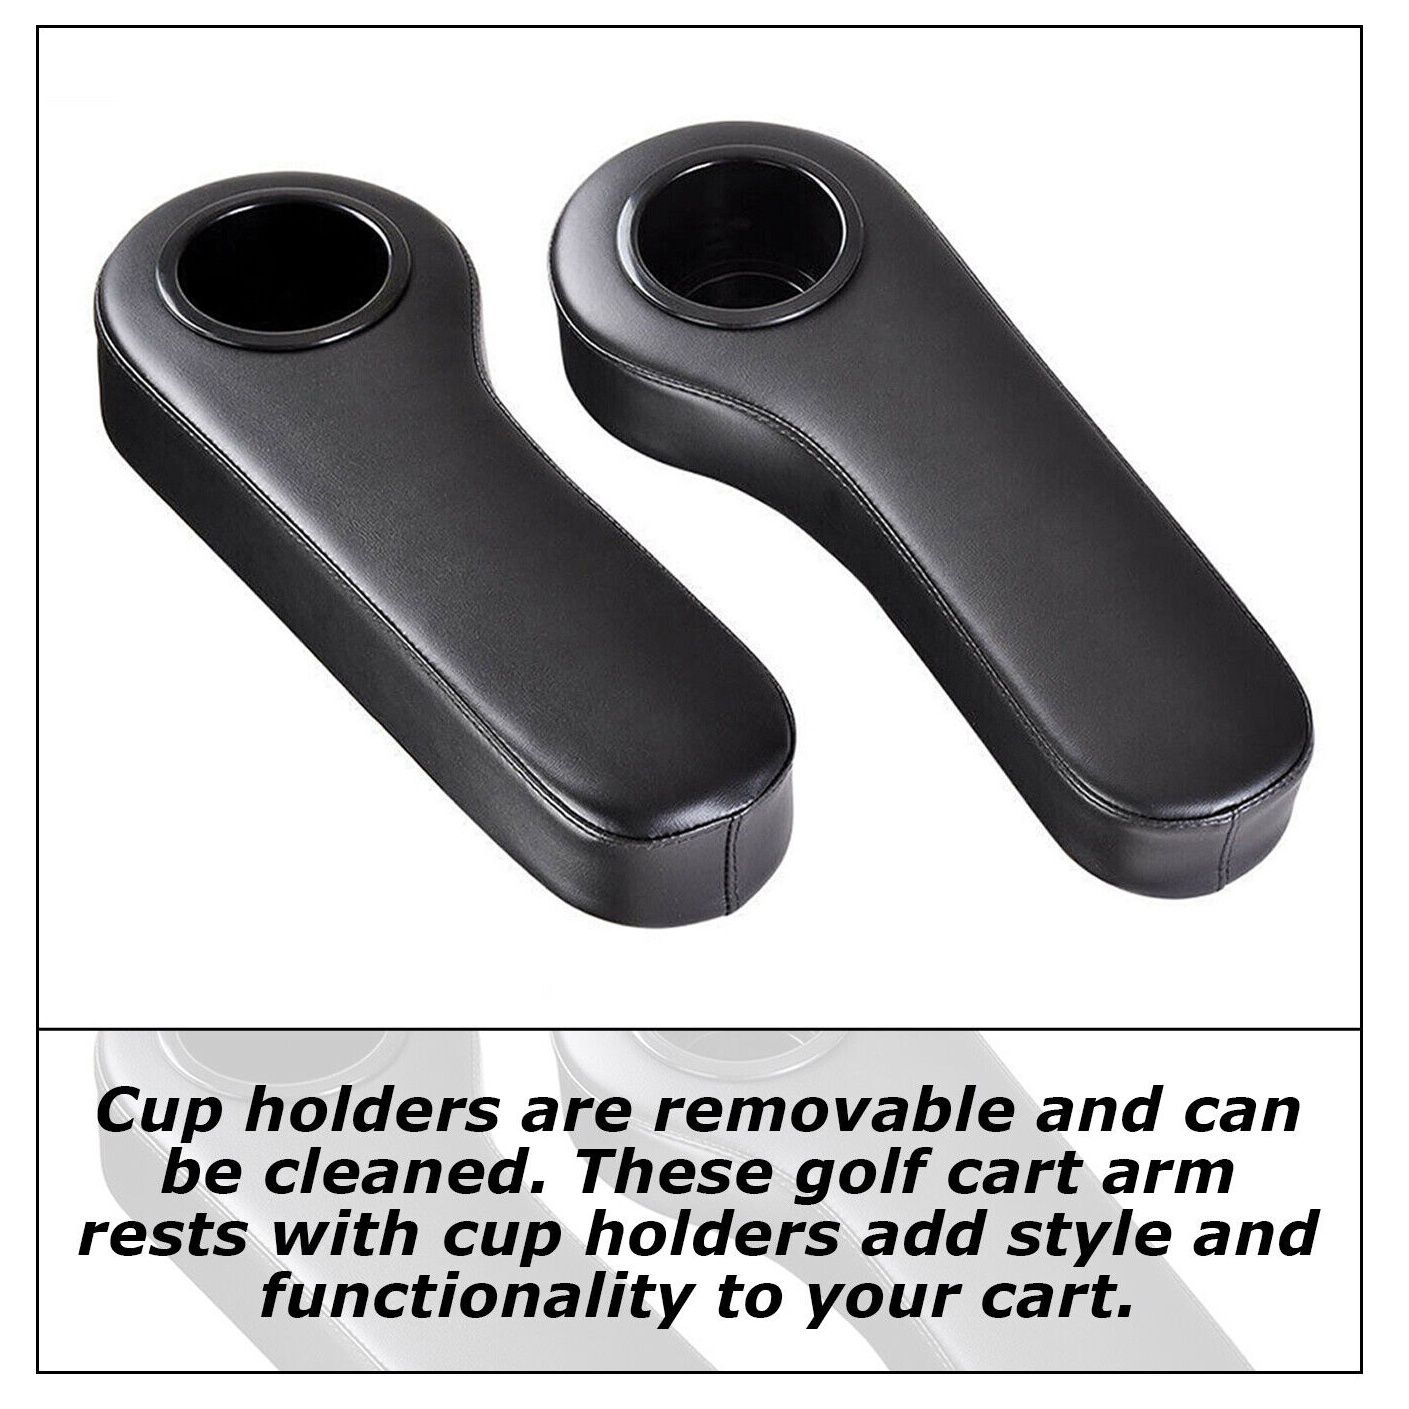 Cup holders are removable and can
be cleaned. These golf cart arm
rests with cup holders add style and
functionality to your cart.